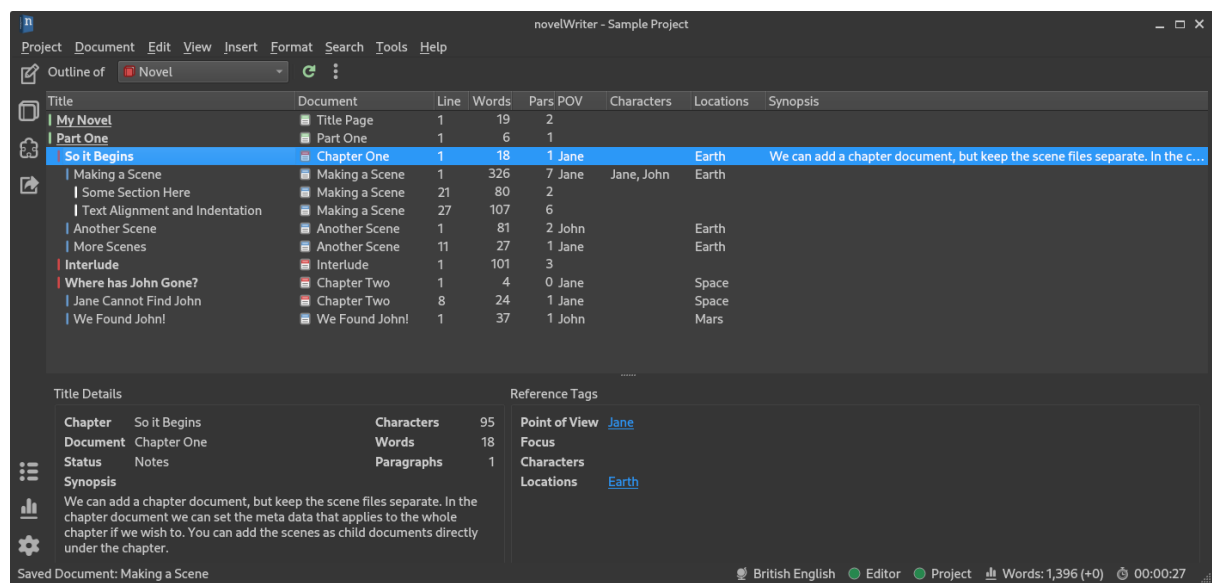 novelWriter - Sample Project
Project Document Edit View Insert Format Search Tools Help
Outline of Novel
Title Document Line Words Pars POV Characters Locations Synopsis
My Novel Title Page 1 19 2
Part One Part One 1 6 1
So it Begins Chapter One 1 18 1 Jane Earth We can add a chapter document, but keep the scene files separate. In the c...
Making a Scene Making a Scene 1 326 7 Jane Jane, John Earth
Some Section Here Making a Scene 21 80 2
Text Alignment and Indentation Making a Scene 27 107 6
Another Scene Another Scene 1 81 2 John Earth
More Scenes Another Scene 11 27 1 Jane Earth
Interlude Interlude 1 101 3
Where has John Gone? Chapter Two 1 4 0 Jane Space
Jane Cannot Find John Chapter Two 8 24 1 Jane Space
We Found John! We Found John! 1 37 1 John Mars
Title Details Reference Tags
Chapter So it Begins Characters 95 Point of View Jane
Document Chapter One Words 18 Focus
Status Notes Paragraphs 1 Characters
Synopsis Locations Earth
We can add a chapter document, but keep the scene files separate. In the
chapter document we can set the meta data that applies to the whole
chapter if we wish to. You can add the scenes as child documents directly
under the chapter.
Saved Document: Making a Scene British English Editor Project Words: 1,396 (+0) 00:00:27